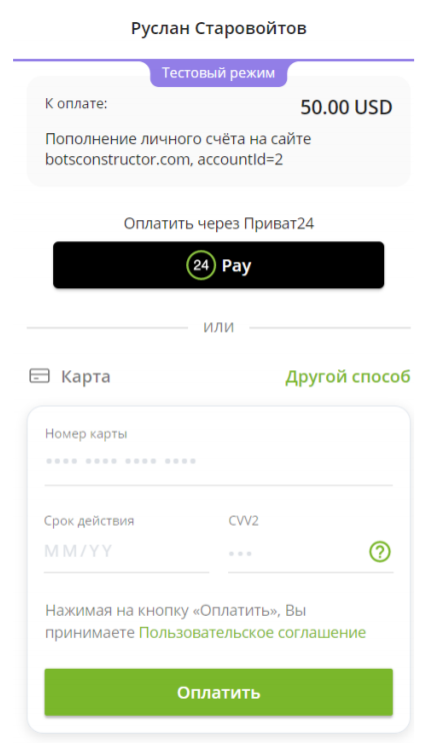 Руслан Старовойтов
Тестовый режим
К оплате:
50.00 USD
Пополнение личного счёта на сайте
botsconstructor.com, accountId=2
Оплатить через Приват24
24 Pay
или
Карта
Другой способ
Номер карты
•••• •••• •••• ••••
Срок действия
CVV2
MM/YY
•••
?
Нажимая на кнопку «Оплатить», Вы
принимаете Пользовательское соглашение
Оплатить